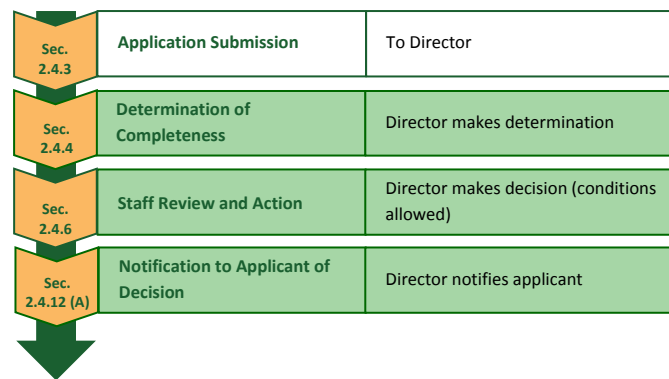 Sec.
2.4.3
Application Submission
To Director
Sec.
2.4.4
Determination of
Completeness
Director makes determination
Sec.
2.4.6
Staff Review and Action
Director makes decision (conditions
allowed)
Sec.
2.4.12 (A)
Notification to Applicant of
Decision
Director notifies applicant